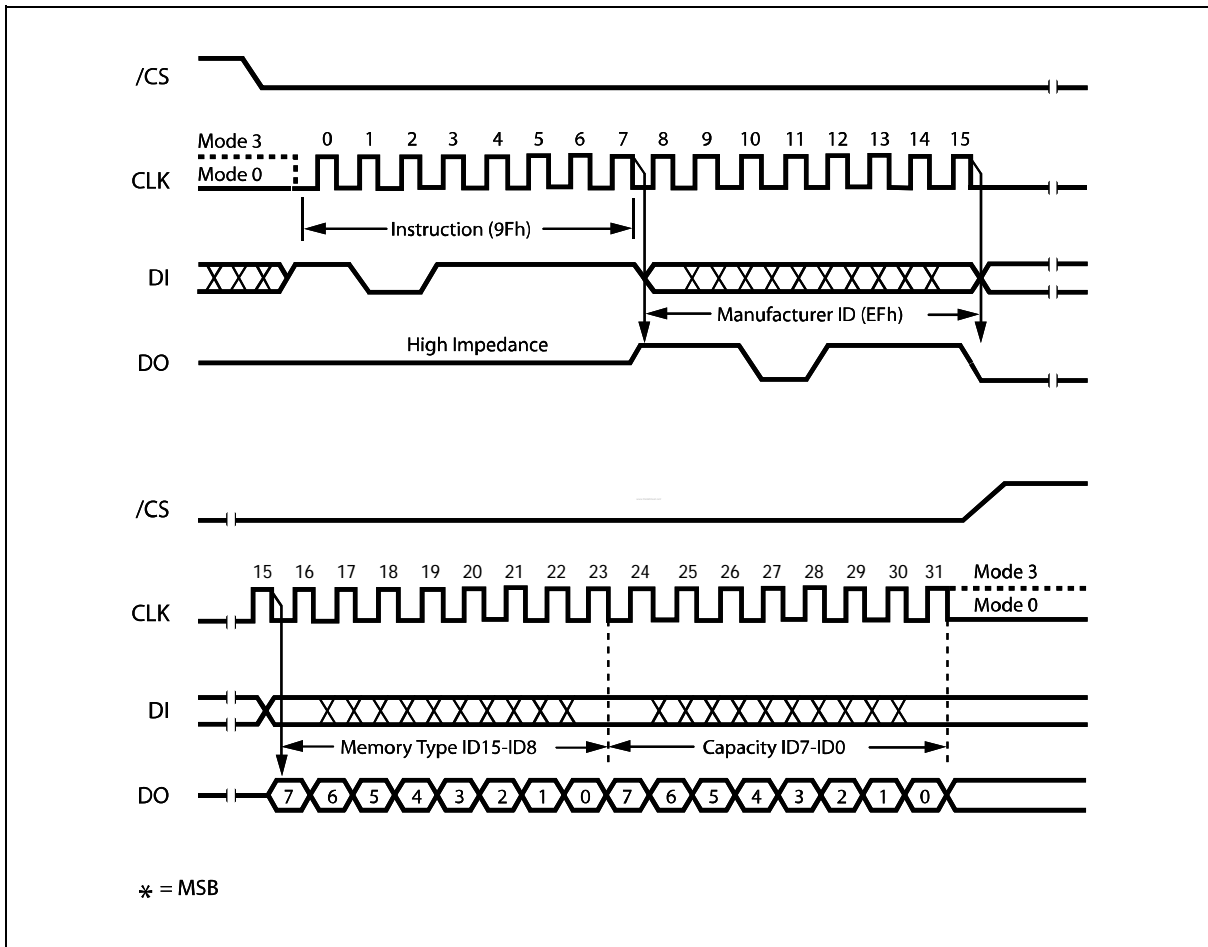 /CS
Mode 3
0 1 2 3 4 5 6 7 8 9 10 11 12 13 14 15
CLK
Mode 0
Instruction (9Fh)
DI
Manufacturer ID (EFh)
High Impedance
DO
/CS
15 16 17 18 19 20 21 22 23 24 25 26 27 28 29 30 31
Mode 3
CLK
Mode 0
DI
Memory Type ID15-ID8
Capacity ID7-ID0
DO
7 6 5 4 3 2 1 0 7 6 5 4 3 2 1 0
* = MSB